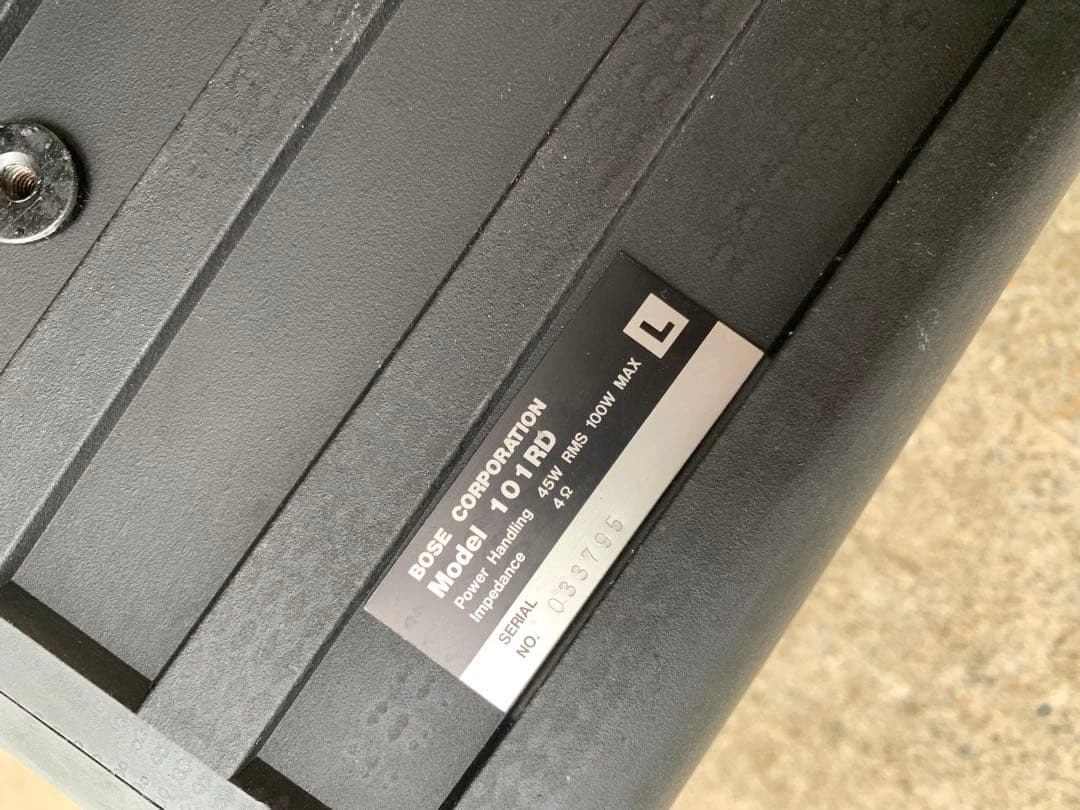 BOSE CORPORATION
Model 101RD
Power Handling 45W RMS 100W MAX
Impedance 4Ω
L
SERIAL
NO. 033795